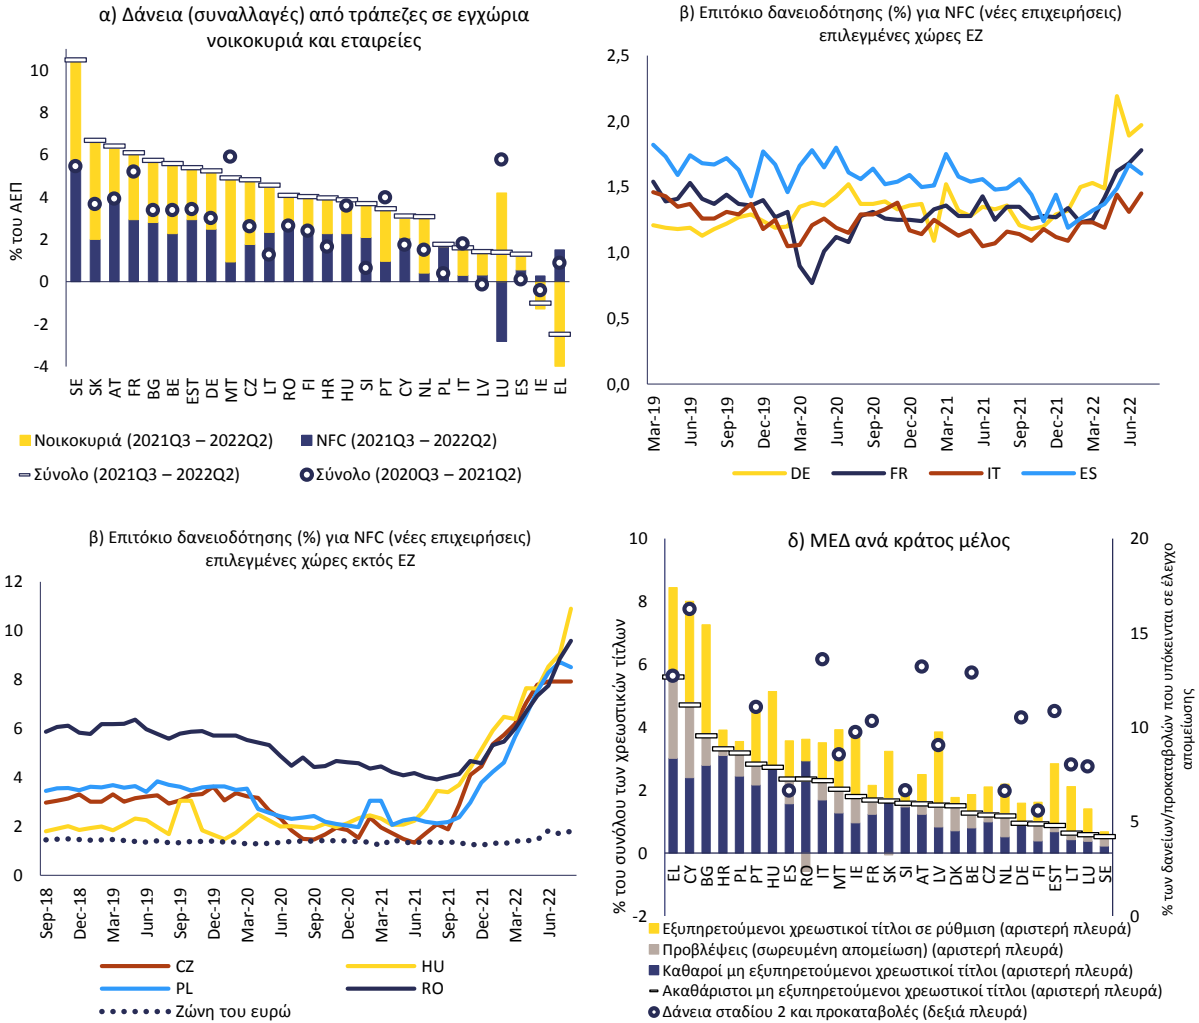 α) Δάνεια (συναλλαγές) από τράπεζες σε εγχώρια
νοικοκυριά και εταιρείες
% του ΑΕΠ
10
8
6
4
2
0
-2
-4
SE SK AT FR BG BE EST DE MT CZ LT RO FI HR HU SI PT CY NL PL IT LV LU ES IE EL
Νοικοκυριά (2021Q3 – 2022Q2)
NFC (2021Q3 – 2022Q2)
Σύνολο (2021Q3 – 2022Q2)
Σύνολο (2020Q3 – 2021Q2)
β) Επιτόκιο δανειοδότησης (%) για NFC (νέες επιχειρήσεις)
επιλεγμένες χώρες ΕΖ
2,5
2,0
1,5
1,0
0,5
0,0
Mar-19 Jun-19 Sep-19 Dec-19 Mar-20 Jun-20 Sep-20 Dec-20 Mar-21 Jun-21 Sep-21 Dec-21 Mar-22 Jun-22
DE FR IT ES
β) Επιτόκιο δανειοδότησης (%) για NFC (νέες επιχειρήσεις)
επιλεγμένες χώρες εκτός ΕΖ
12
10
8
6
4
2
0
Sep-18 Dec-18 Mar-19 Jun-19 Sep-19 Dec-19 Mar-20 Jun-20 Sep-20 Dec-20 Mar-21 Jun-21 Sep-21 Dec-21 Mar-22 Jun-22
CZ HU
PL RO
Ζώνη του ευρώ
δ) ΜΕΔ ανά κράτος μέλος
% του συνόλου των χρεωστικών τίτλων
10
8
6
4
2
0
-2
20
15
10
5
0
% των δανείων/προκαταβολών που υπόκεινται σε έλεγχο
απομείωσης
EL CY BG HR PL PT HU ES RO IT MT IE FR SK SI AT LV DK BE CZ NL DE FI EST LT LU SE
Εξυπηρετούμενοι χρεωστικοί τίτλοι σε ρύθμιση (αριστερή πλευρά)
Προβλέψεις (σωρευμένη απομείωση) (αριστερή πλευρά)
Καθαροί μη εξυπηρετούμενοι χρεωστικοί τίτλοι (αριστερή πλευρά)
Ακαθάριστοι μη εξυπηρετούμενοι χρεωστικοί τίτλοι (αριστερή πλευρά)
Δάνεια σταδίου 2 και προκαταβολές (δεξιά πλευρά)